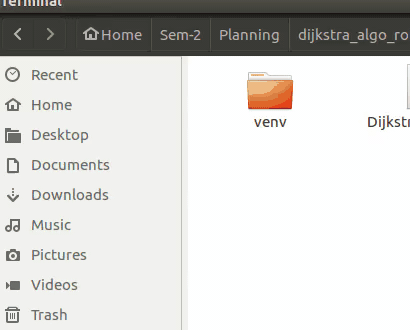 Terminal
Home Sem-2 Planning dijkstra_algo_ro
Recent
Home
Desktop
Documents
Downloads
Music
Pictures
Videos
Trash
venv
Dijkstr